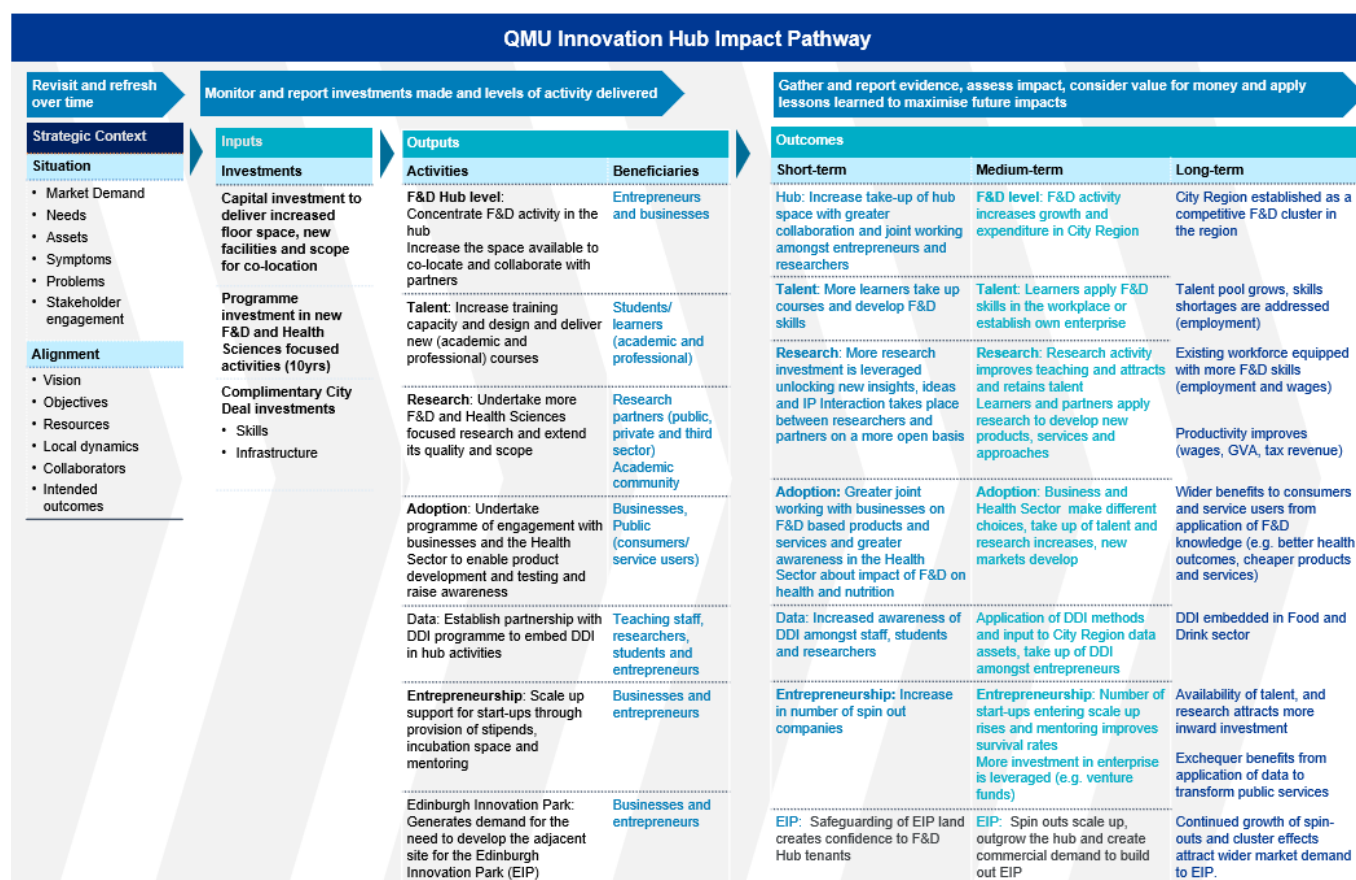 QMU Innovation Hub Impact Pathway
Revisit and refresh
over time
Monitor and report investments made and levels of activity delivered
Gather and report evidence, assess impact, consider value for money and apply
lessons learned to maximise future impacts
Strategic Context
Situation
• Market Demand
• Needs
• Assets
• Symptoms
• Problems
• Stakeholder
engagement
Alignment
• Vision
• Objectives
• Resources
• Local dynamics
• Collaborators
• Intended
outcomes
Inputs
Investments
Capital investment to
deliver increased
floor space, new
facilities and scope
for co-location
Programme
investment in new
F&D and Health
Sciences focused
activities (10yrs)
Complimentary City
Deal investments
• Skills
• Infrastructure
Outputs
Activities
F&D Hub level:
Concentrate F&D activity in the
hub
Increase the space available to
co-locate and collaborate with
partners
Talent: Increase training
capacity and design and deliver
new (academic and
professional) courses
Research: Undertake more
F&D and Health Sciences
focused research and extend
its quality and scope
Adoption: Undertake
programme of engagement with
businesses and the Health
Sector to enable product
development and testing and
raise awareness
Data: Establish partnership with
DDI programme to embed DDI
in hub activities
Entrepreneurship: Scale up
support for start-ups through
provision of stipends,
incubation space and
mentoring
Edinburgh Innovation Park:
Generates demand for the
need to develop the adjacent
site for the Edinburgh
Innovation Park (EIP)
Beneficiaries
Entrepreneurs
and businesses
Students/
learners
(academic and
professional)
Research
partners (public,
private and third
sector)
Academic
community
Businesses,
Public
(consumers/
service users)
Teaching staff,
researchers,
students and
entrepreneurs
Businesses and
entrepreneurs
Businesses and
entrepreneurs
Outcomes
Short-term
Hub: Increase take-up of hub
space with greater
collaboration and joint working
amongst entrepreneurs and
researchers
Talent: More learners take up
courses and develop F&D
skills
Research: More research
investment is leveraged
unlocking new insights, ideas
and IP Interaction takes place
between researchers and
partners on a more open basis
Adoption: Greater joint
working with businesses on
F&D based products and
services and greater
awareness in the Health
Sector about impact of F&D on
health and nutrition
Data: Increased awareness of
DDI amongst staff, students
and researchers
Entrepreneurship: Increase
in number of spin out
companies
EIP: Safeguarding of EIP land
creates confidence to F&D
Hub tenants
Medium-term
F&D level: F&D activity
increases growth and
expenditure in City Region
Talent: Learners apply F&D
skills in the workplace or
establish own enterprise
Research: Research activity
improves teaching and attracts
and retains talent
Learners and partners apply
research to develop new
products, services and
approaches
Adoption: Business and
Health Sector make different
choices, take up of talent and
research increases, new
markets develop
Application of DDI methods
and input to City Region data
assets, take up of DDI
amongst entrepreneurs
Entrepreneurship: Number of
start-ups entering scale up
rises and mentoring improves
survival rates
More investment in enterprise
is leveraged (e.g. venture
funds)
EIP: Spin outs scale up,
outgrow the hub and create
commercial demand to build
out EIP
Long-term
City Region established as a
competitive F&D cluster in
the region
Talent pool grows, skills
shortages are addressed
(employment)
Existing workforce equipped
with more F&D skills
(employment and wages)
Productivity improves
(wages, GVA, tax revenue)
Wider benefits to consumers
and service users from
application of F&D
knowledge (e.g. better health
outcomes, cheaper products
and services)
DDI embedded in Food and
Drink sector
Availability of talent, and
research attracts more
inward investment
Exchequer benefits from
application of data to
transform public services
Continued growth of spin-
outs and cluster effects
attract wider market demand
to EIP.